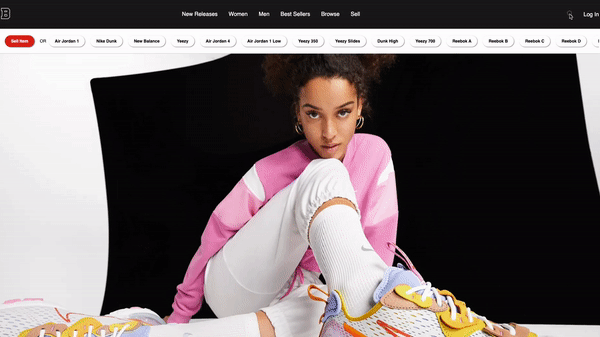 B
New Releases Women Men Best Sellers Browse Sell Log In
Sell Item OR Air Jordan 1 Nike Dunk New Balance Yeezy Air Jordan 4 Air Jordan 1 Low Yeezy 350 Yeezy Slides Dunk High Yeezy 700 Reebok A Reebok B Reebok C Reebok D